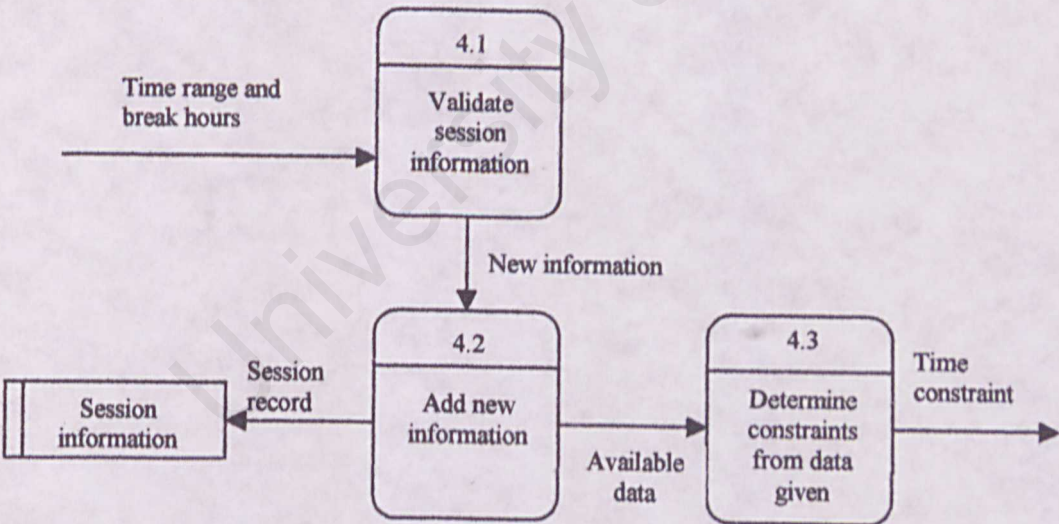 4.1
Time range and
break hours
Validate
session
information
New information
4.2
4.3
Session
record
Time
constraint
Session
information
Add new
information
Determine
constraints
from data
given
Available
data
University